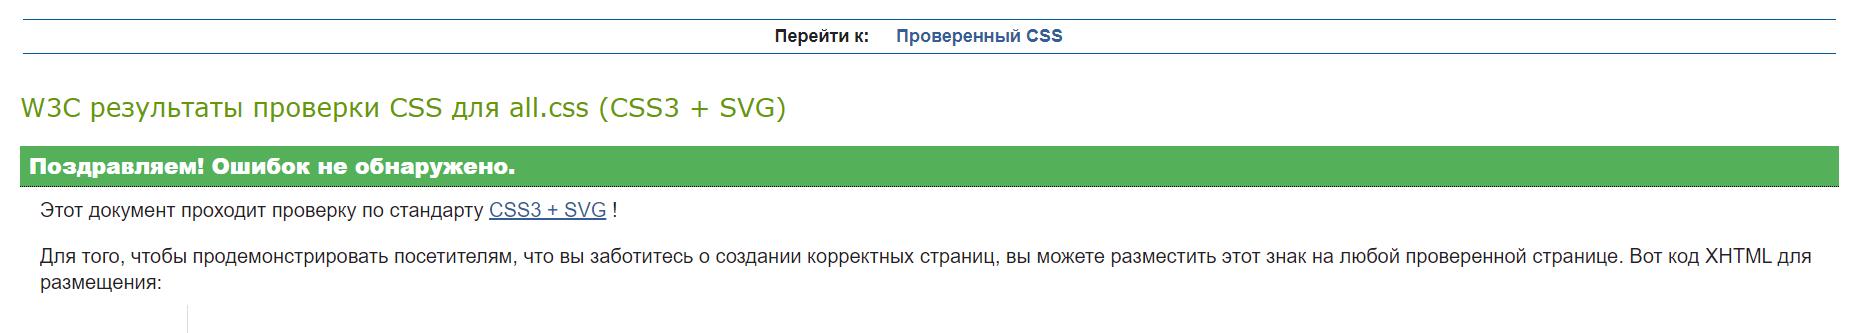 Перейти к: Проверенный CSS
W3C результаты проверки CSS для all.css (CSS3 + SVG)
Поздравляем! Ошибок не обнаружено.
Этот документ проходит проверку по стандарту CSS3 + SVG !
Для того, чтобы продемонстрировать посетителям, что вы заботитесь о создании корректных страниц, вы можете разместить этот знак на любой проверенной странице. Вот код XHTML для
размещения: